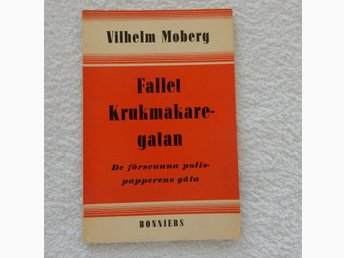 Vilhelm Moberg
Fallet
Krukmakare-
gatan
De försvunna polis-
papperens gåta
BONNIERS